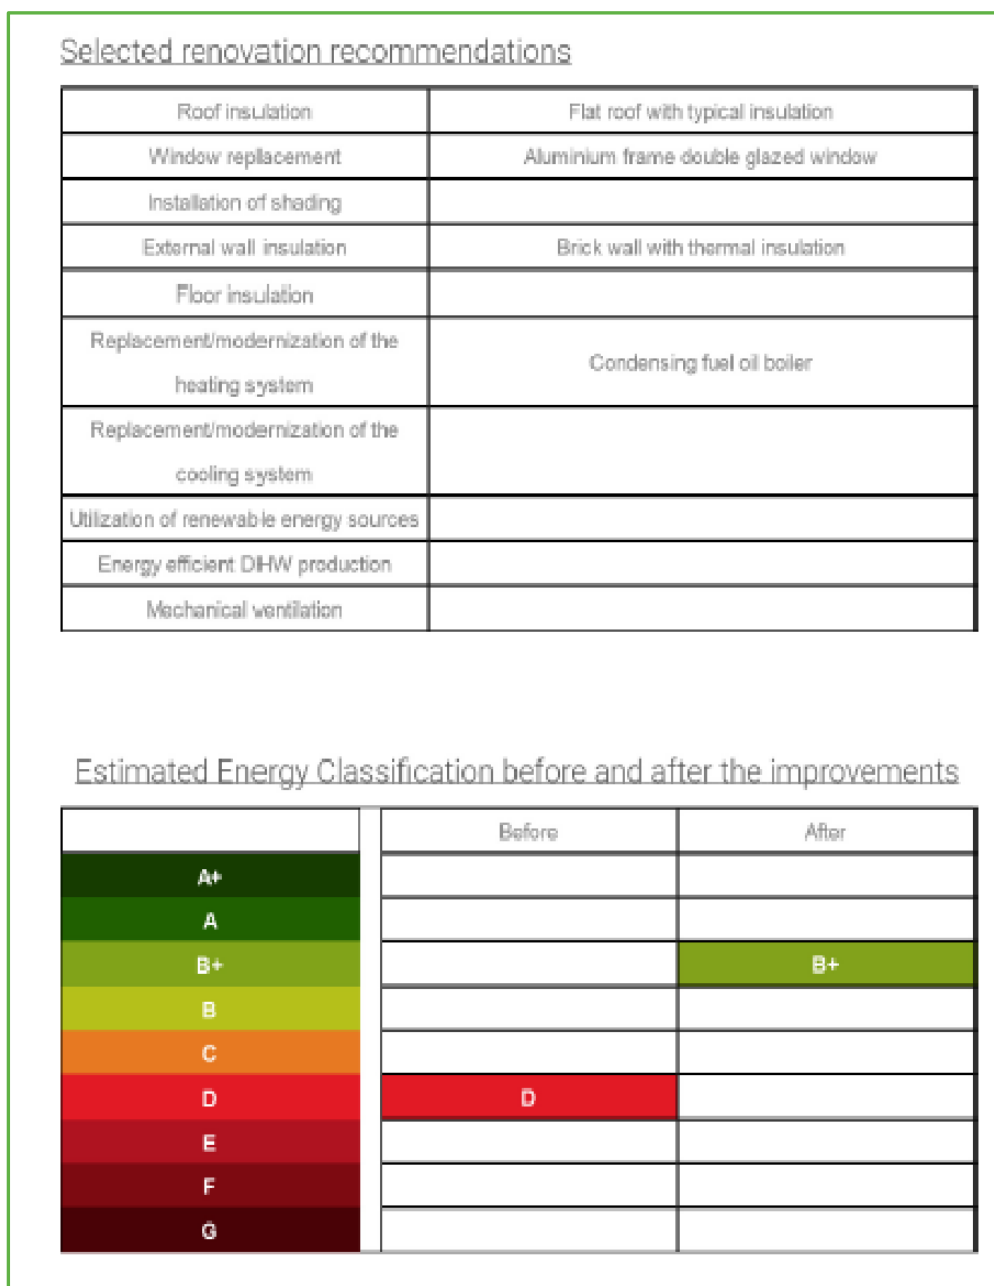 Selected renovation recommendations
Roof insulation Flat roof with typical insulation
Window replacement Aluminium frame double glazed window
Installation of shading
External wall insulation Brick wall with thermal insulation
Floor insulation
Replacement/modernization of the
heating system
Condensing fuel oil boiler
Replacement/modernization of the
cooling system
Utilization of renewable energy sources
Energy efficient DHW production
Mechanical ventilation
Estimated Energy Classification before and after the improvements
Before After
A+
A
B+ B+
B
C
D D
E
F
G